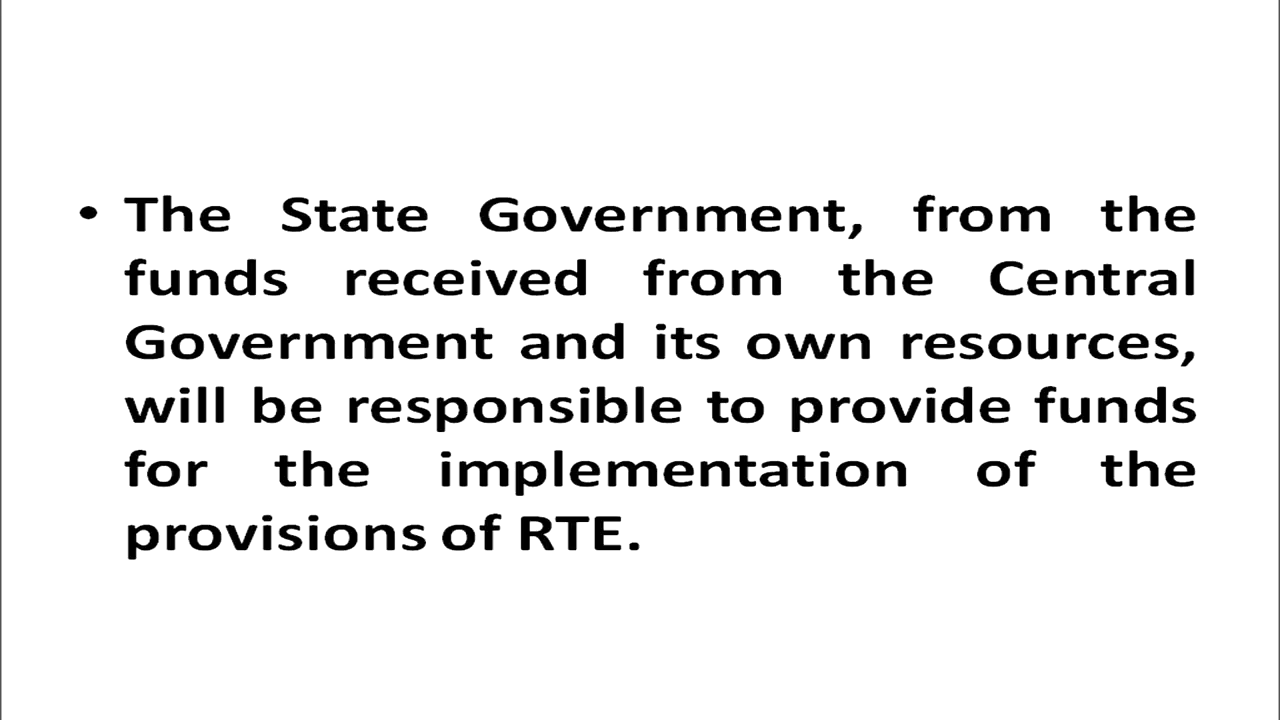 • The State Government, from the
funds received from the Central
Government and its own resources,
will be responsible to provide funds
for the implementation of the
provisions of RTE.